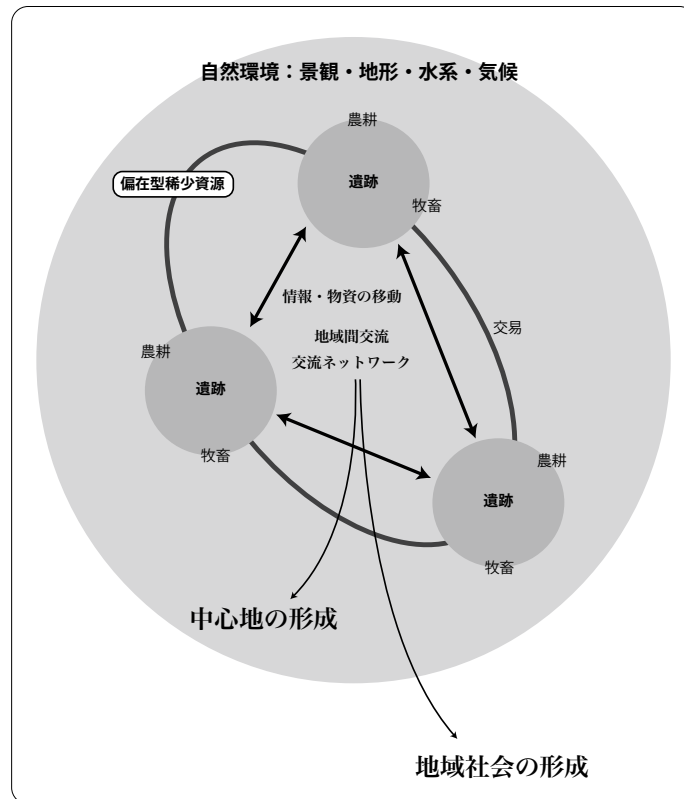 自然環境：景観・地形・水系・気候
農耕
偏在型稀少資源
遺跡
牧畜
情報・物資の移動
交易
地域間交流
農耕
交流ネットワーク
遺跡
牧畜
農耕
遺跡
牧畜
中心地の形成
地域社会の形成